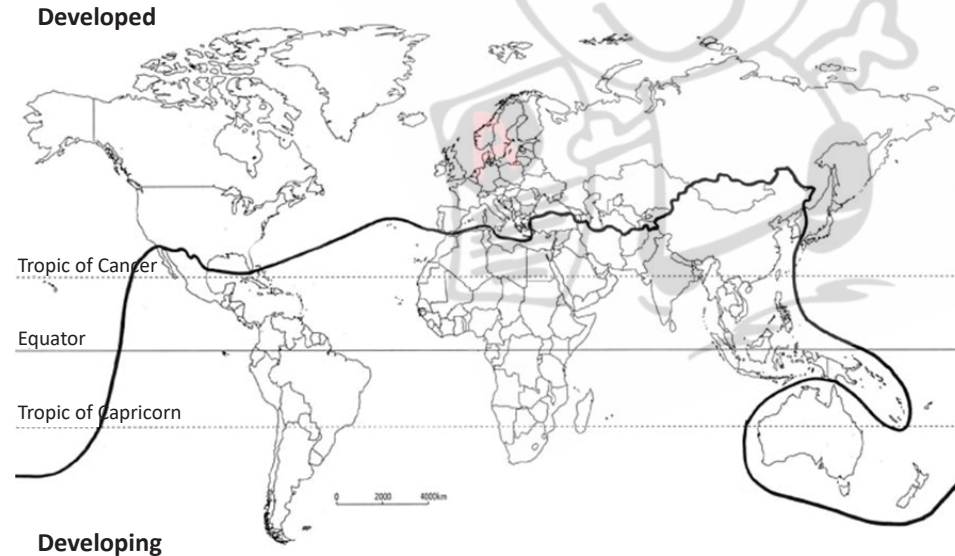 Developed
Tropic of Cancer
Equator
Tropic of Capricorn
0 2000 4000km
Developing